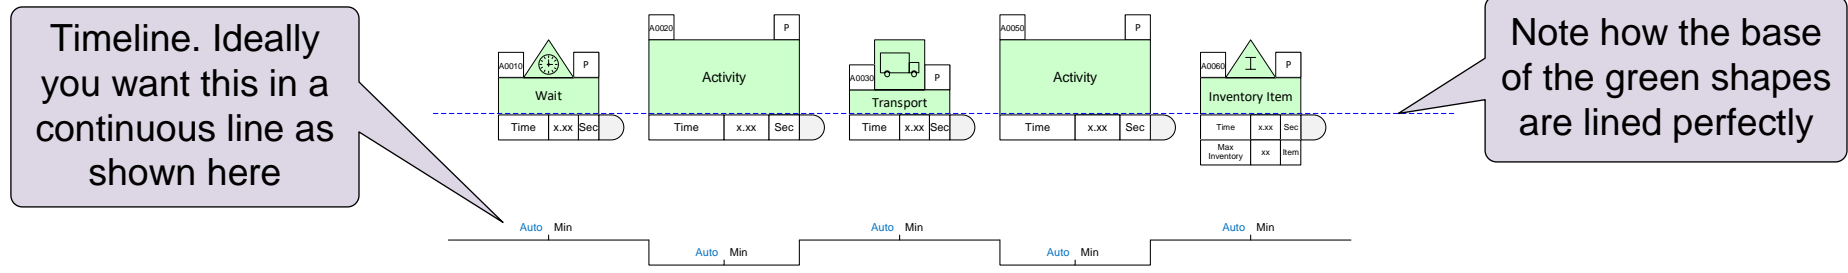 Timeline. Ideally
you want this in a
continuous line as
shown here
A0010
P
Wait
Time x.xx Sec
A0020
P
Activity
Time x.xx Sec
A0030
P
Transport
Time x.xx Sec
A0050
P
Activity
Time x.xx Sec
A0060
I
P
Inventory Item
Time x.xx Sec
Max
Inventory xx Item
Note how the base
of the green shapes
are lined perfectly
Auto Min
Auto Min
Auto Min
Auto Min
Auto Min